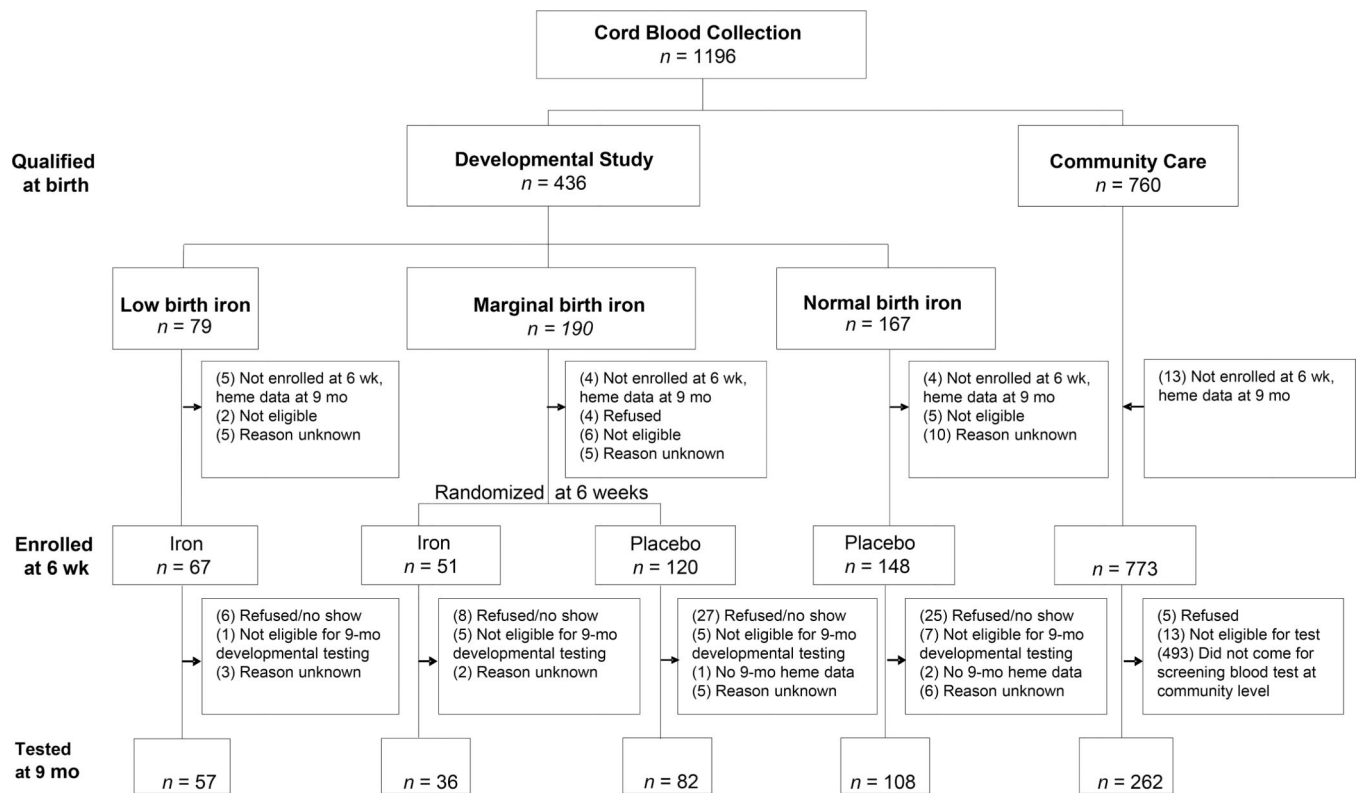 Cord Blood Collection
n = 1196
Qualified
at birth
Developmental Study
n = 436
Community Care
n = 760
Low birth iron
n = 79
Marginal birth iron
n = 190
Normal birth iron
n = 167
(5) Not enrolled at 6 wk,
heme data at 9 mo
(2) Not eligible
(5) Reason unknown
(4) Not enrolled at 6 wk,
heme data at 9 mo
(4) Refused
(6) Not eligible
(5) Reason unknown
(4) Not enrolled at 6 wk,
heme data at 9 mo
(5) Not eligible
(10) Reason unknown
(13) Not enrolled at 6 wk,
heme data at 9 mo
Randomized at 6 weeks
Enrolled
at 6 wk
Iron
n = 67
Iron
n = 51
Placebo
n = 120
Placebo
n = 148
n = 773
(6) Refused/no show
(1) Not eligible for 9-mo
developmental testing
(3) Reason unknown
(8) Refused/no show
(5) Not eligible for 9-mo
developmental testing
(2) Reason unknown
(27) Refused/no show
(5) Not eligible for 9-mo
developmental testing
(1) No 9-mo heme data
(5) Reason unknown
(25) Refused/no show
(7) Not eligible for 9-mo
developmental testing
(2) No 9-mo heme data
(6) Reason unknown
(5) Refused
(13) Not eligible for test
(493) Did not come for
screening blood test at
community level
Tested
at 9 mo
n = 57
n = 36
n = 82
n = 108
n = 262